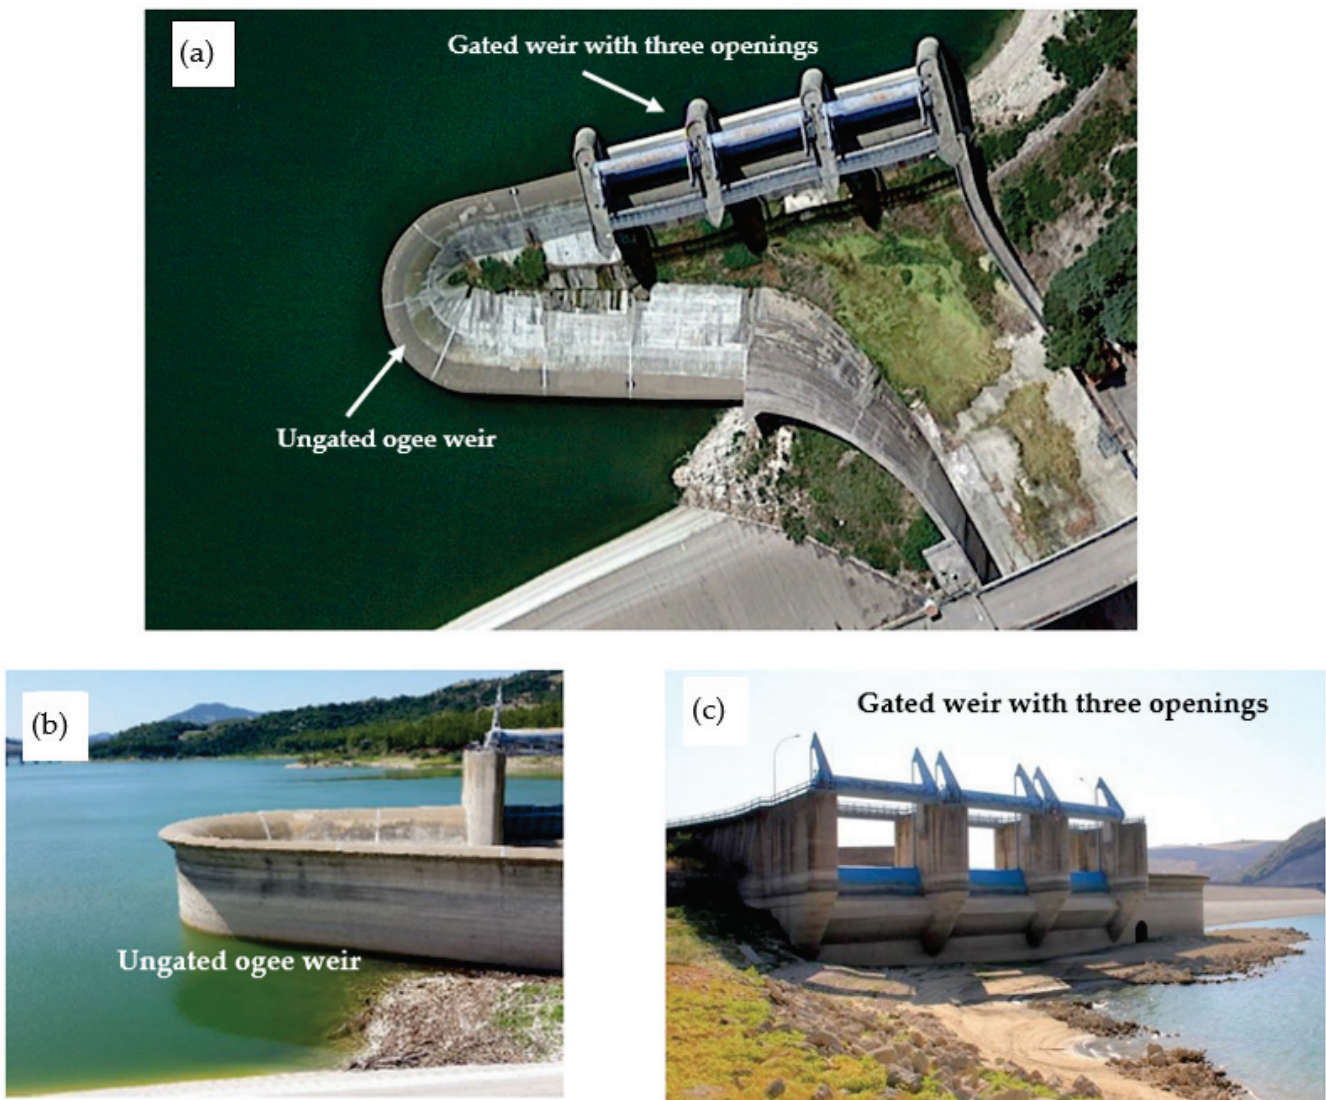 (a)
Gated weir with three openings
Ungated ogee weir
(b)
Ungated ogee weir
(c)
Gated weir with three openings